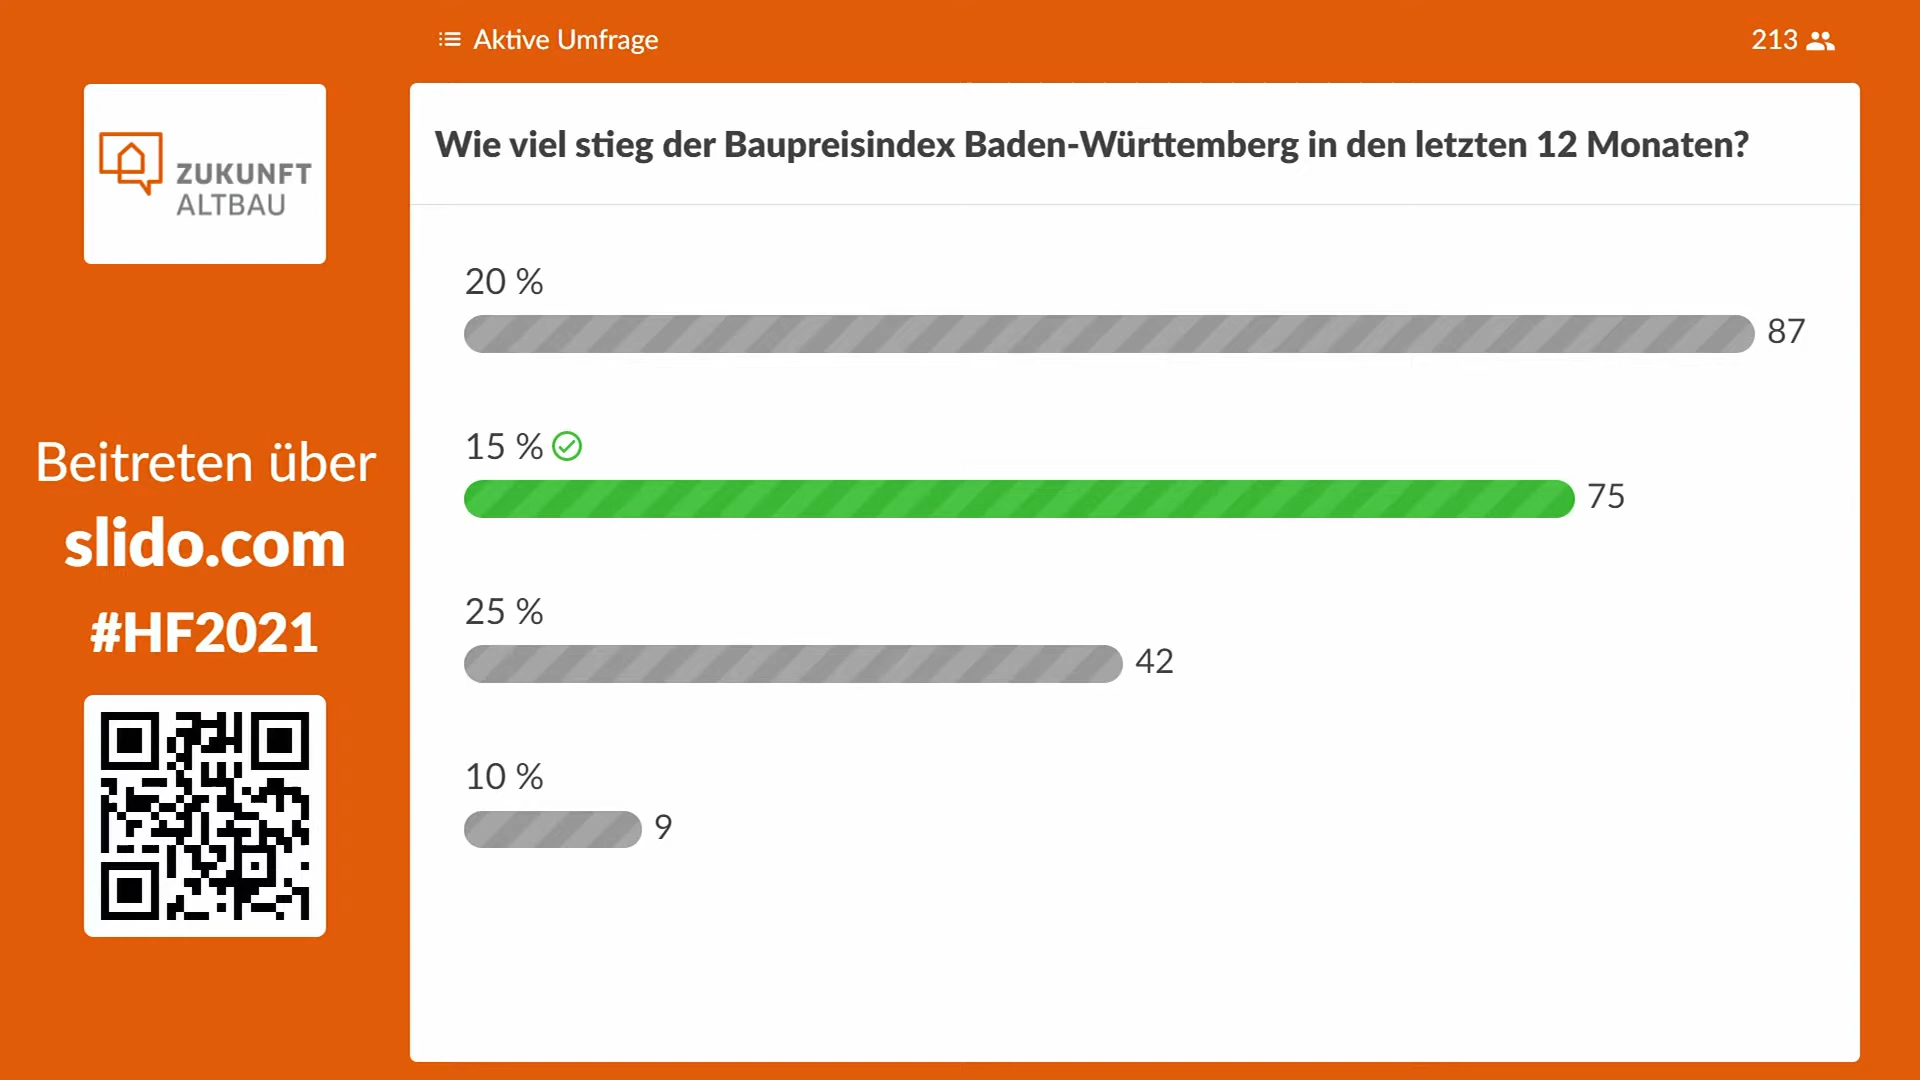 Aktive Umfrage
213
ZUKUNFT
ALTBAU
Beitreten über
slido.com
#HF2021
Wie viel stieg der Baupreisindex Baden-Württemberg in den letzten 12 Monaten?
20 %
87
15 %
75
25 %
42
10 %
9